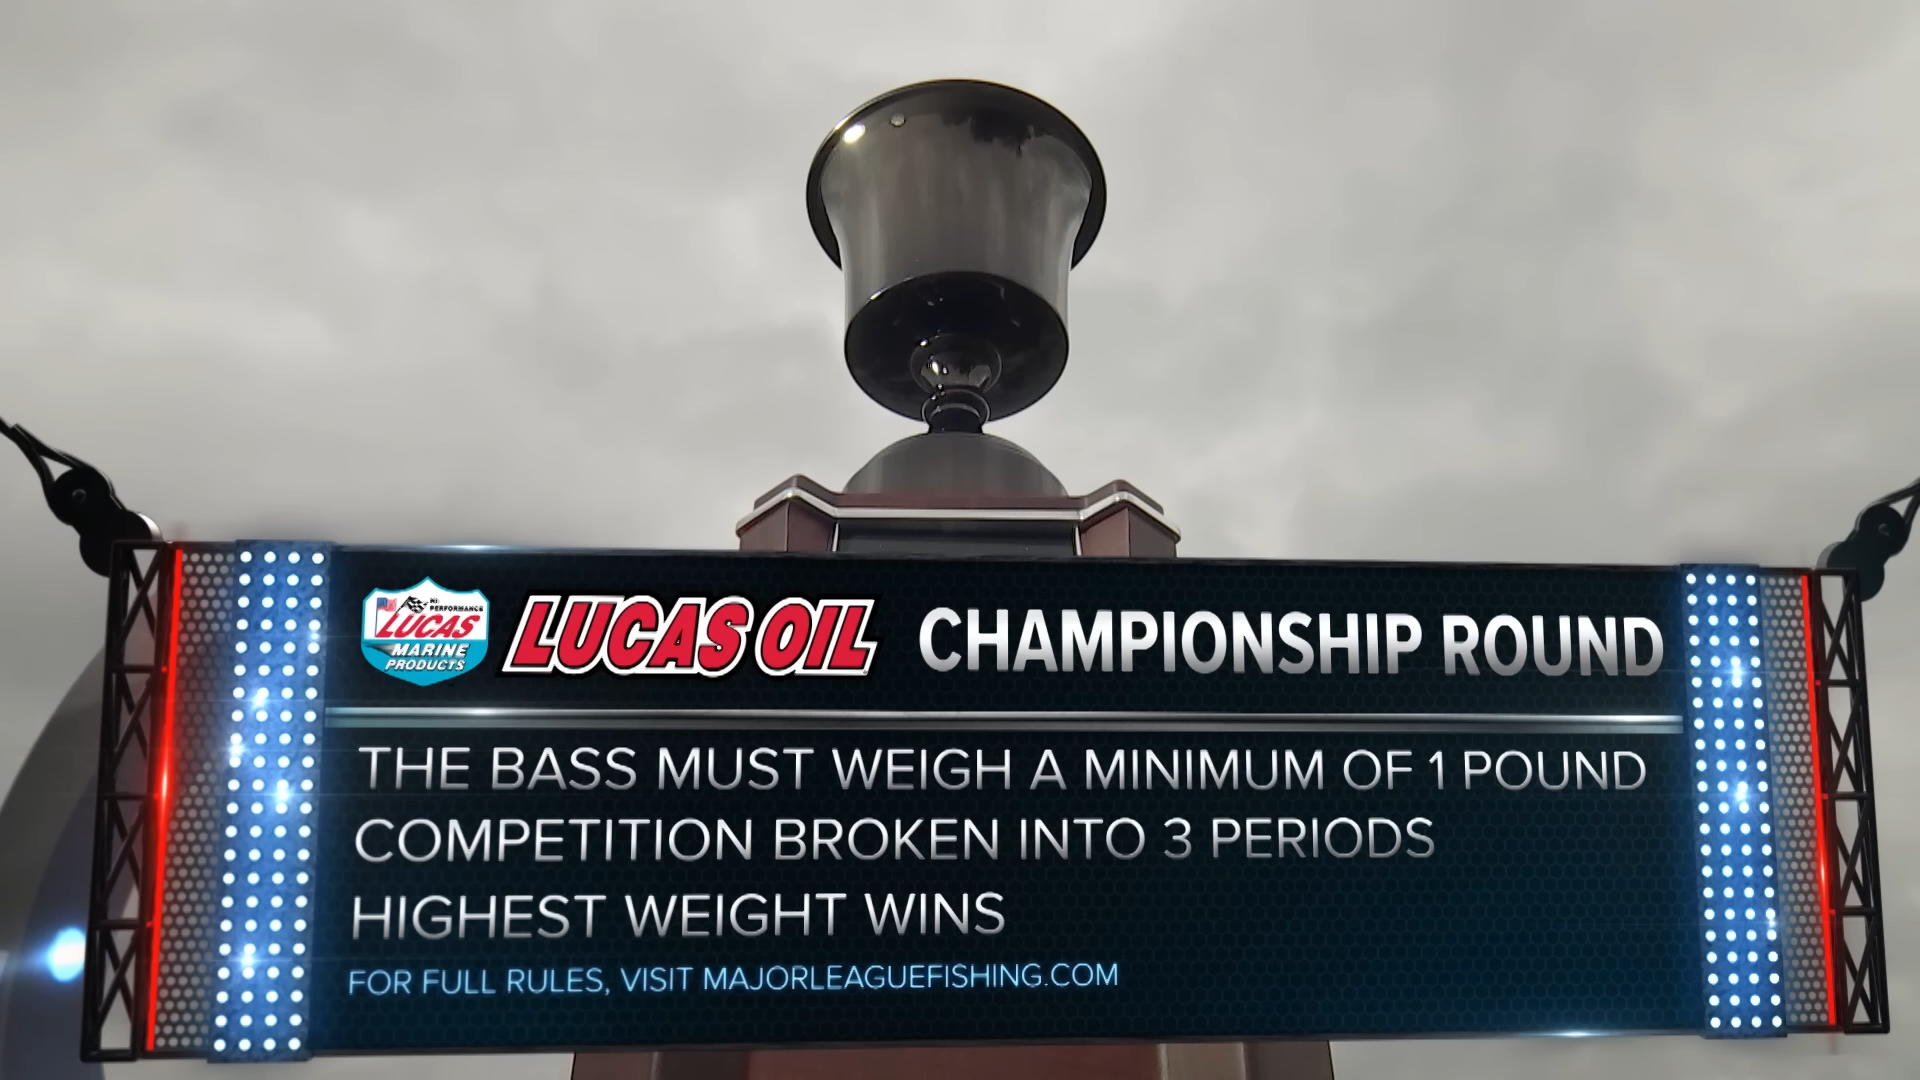 HI PERFORMANCE
LUCAS
MARINE
PRODUCTS
LUCAS OIL CHAMPIONSHIP ROUND
THE BASS MUST WEIGH A MINIMUM OF 1 POUND
COMPETITION BROKEN INTO 3 PERIODS
HIGHEST WEIGHT WINS
FOR FULL RULES, VISIT MAJORLEAGUEFISHING.COM